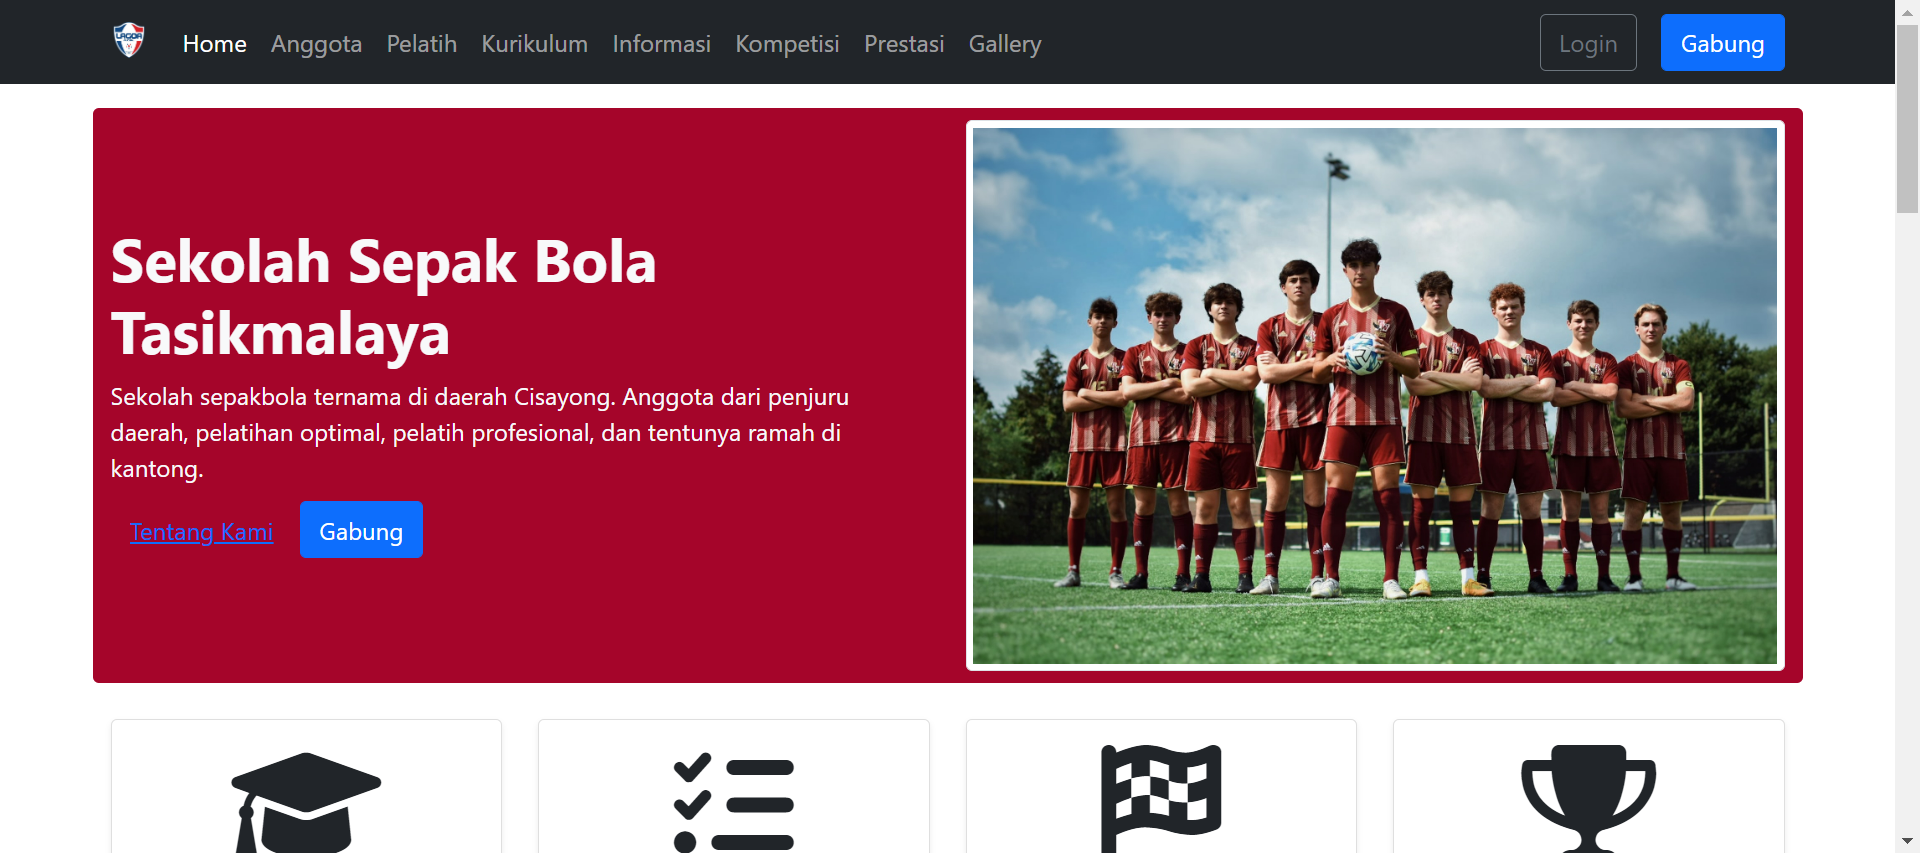 LAGOA
Home Anggota Pelatih Kurikulum Informasi Kompetisi Prestasi Gallery Login Gabung
Sekolah Sepak Bola
Tasikmalaya
Sekolah sepakbola ternama di daerah Cisayong. Anggota dari penjuru
daerah, pelatihan optimal, pelatih profesional, dan tentunya ramah di
kantong.
Tentang Kami Gabung